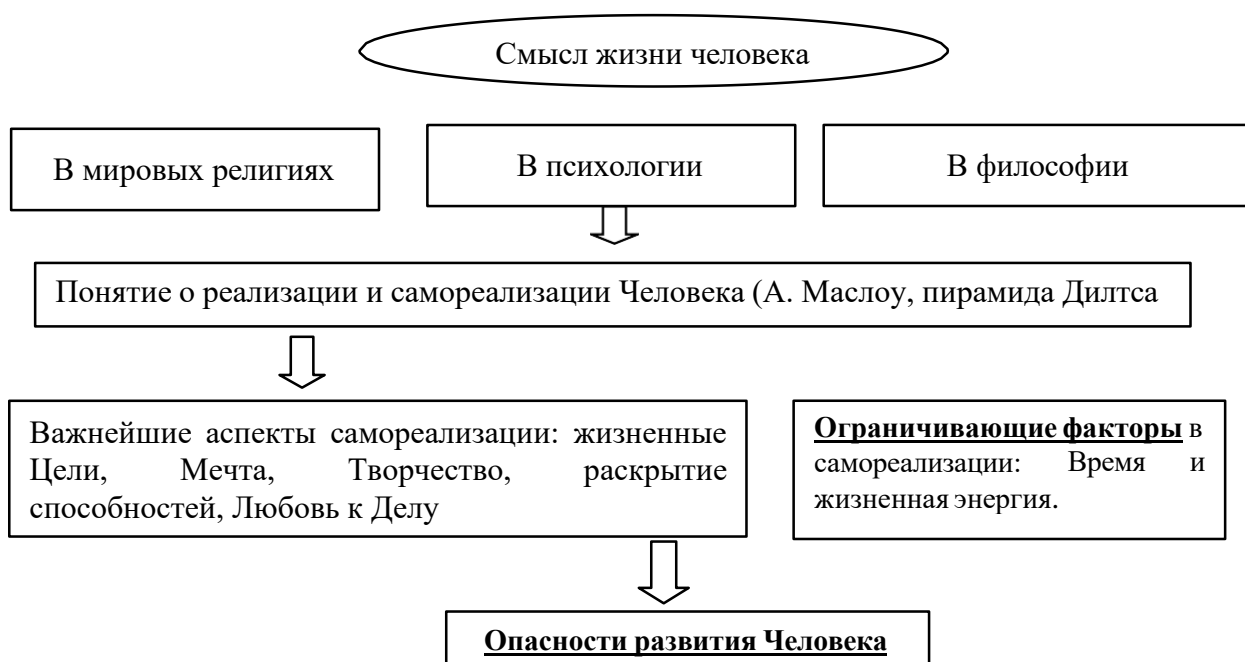 Смысл жизни человека
В мировых религиях
В психологии
В философии
Понятие о реализации и самореализации Человека (А. Маслоу, пирамида Дилтса
Важнейшие аспекты самореализации: жизненные
Цели, Мечта, Творчество, раскрытие
способностей, Любовь к Делу
Ограничивающие факторы в
самореализации: Время и
жизненная энергия.
Опасности развития Человека